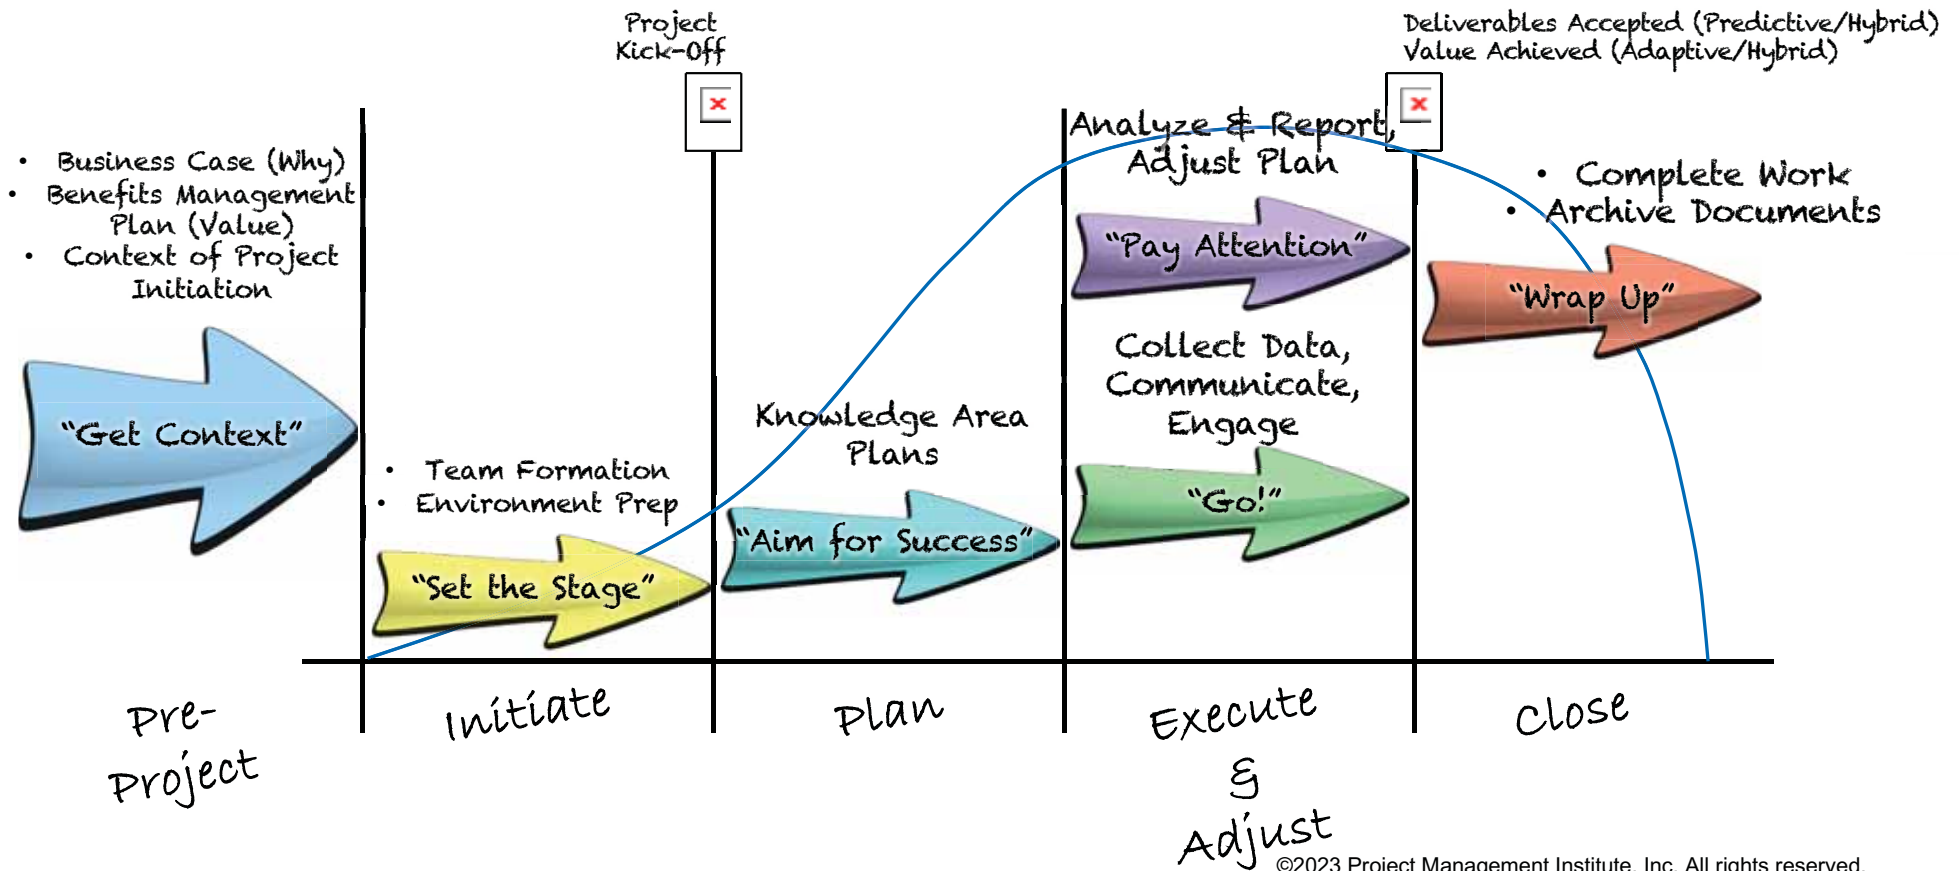 Project
Kick-Off
Deliverables Accepted (Predictive/Hybrid)
Value Achieved (Adaptive/Hybrid)
• Business Case (Why)
• Benefits Management
Plan (Value)
• Context of Project
Initiation
"Get Context"
• Team Formation
• Environment Prep
"Set the Stage"
Knowledge Area
Plans
"Aim for Success"
Analyze & Report,
Adjust Plan
"Pay Attention"
Collect Data,
Communicate,
Engage
"Go!"
• Complete Work
• Archive Documents
"Wrap Up"
Pre-
Project
Initiate
Plan
Execute
&
Adjust
Close
©2023 Project Management Institute, Inc. All rights reserved.